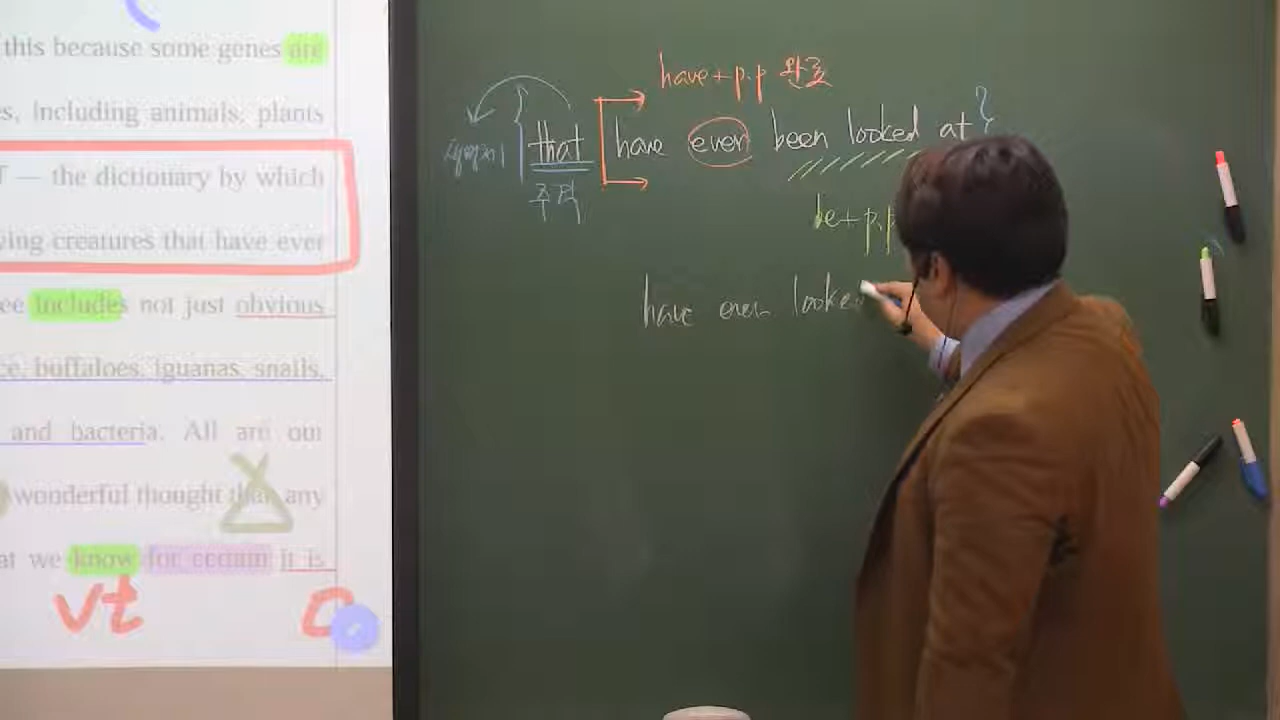 this because some genes are
es, including animals, plants
T — the dictionary by which
ving creatures that have ever
ee includes not just obvious
ce, buffaloes, iguanas, snails,
and bacteria. All are our
wonderful thought that any
at we know for certain it is
vt
have + p.p 완료
that have ever been looked at
주격
be + p.p
have ever looked